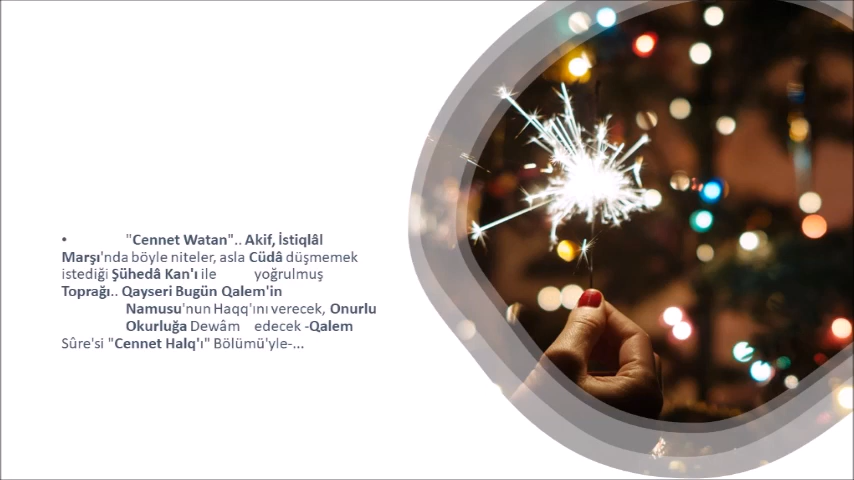 • "Cennet Watan".. Akif, İstiqlâl
Marşı'nda böyle niteler, asla Cüdâ düşmemek
istediği Şühedâ Kan'ı ile yoğrulmuş
Toprağı.. Qayseri Bugün Qalem'in
Namusu'nun Haqq'ını verecek, Onurlu
Okurluğa Dewâm edecek -Qalem
Sûre'si "Cennet Halq'ı" Bölümü'yle-...